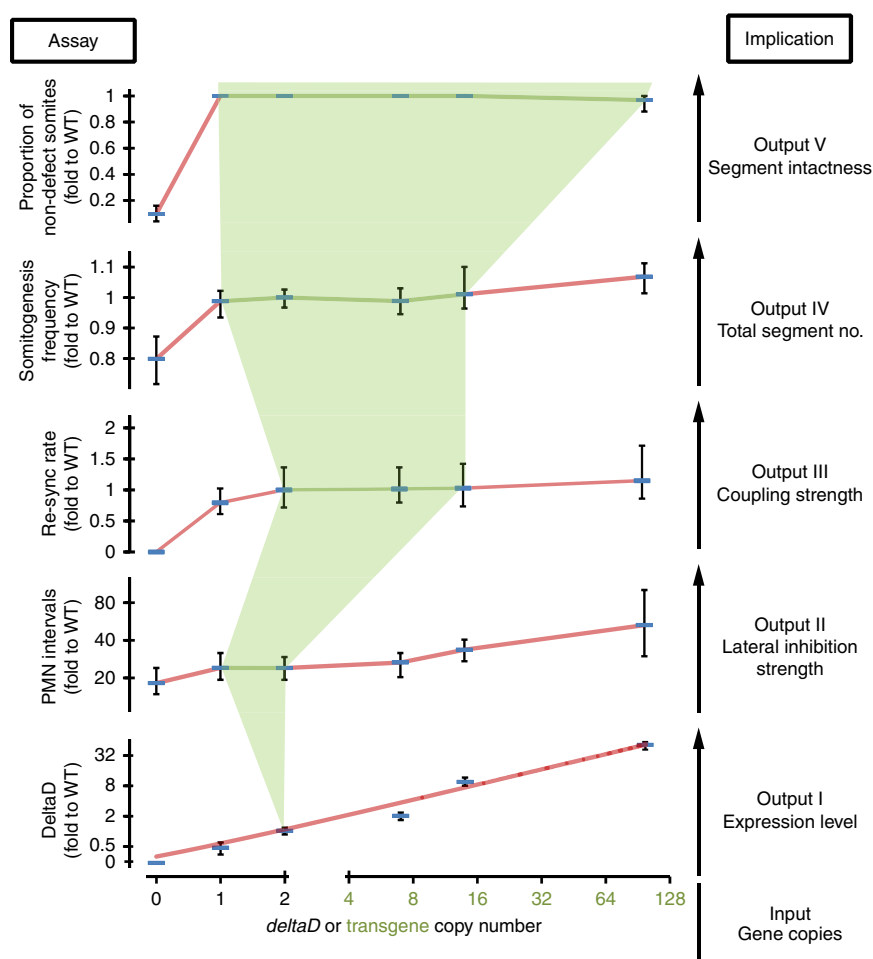 Assay
Implication
Proportion of
non-defect somites
(fold to WT)
1
0.8
0.6
0.4
0.2
Output V
Segment intactness
Somitogenesis
frequency
(fold to WT)
1.1
1
0.9
0.8
Output IV
Total segment no.
Re-sync rate
(fold to WT)
2
1.5
1
0.5
0
Output III
Coupling strength
PMN intervals
(fold to WT)
80
40
20
Output II
Lateral inhibition
strength
DeltaD
(fold to WT)
32
8
2
0.5
0
Output I
Expression level
0 1 2 4 8 16 32 64 128
deltaD or transgene copy number
Input
Gene copies